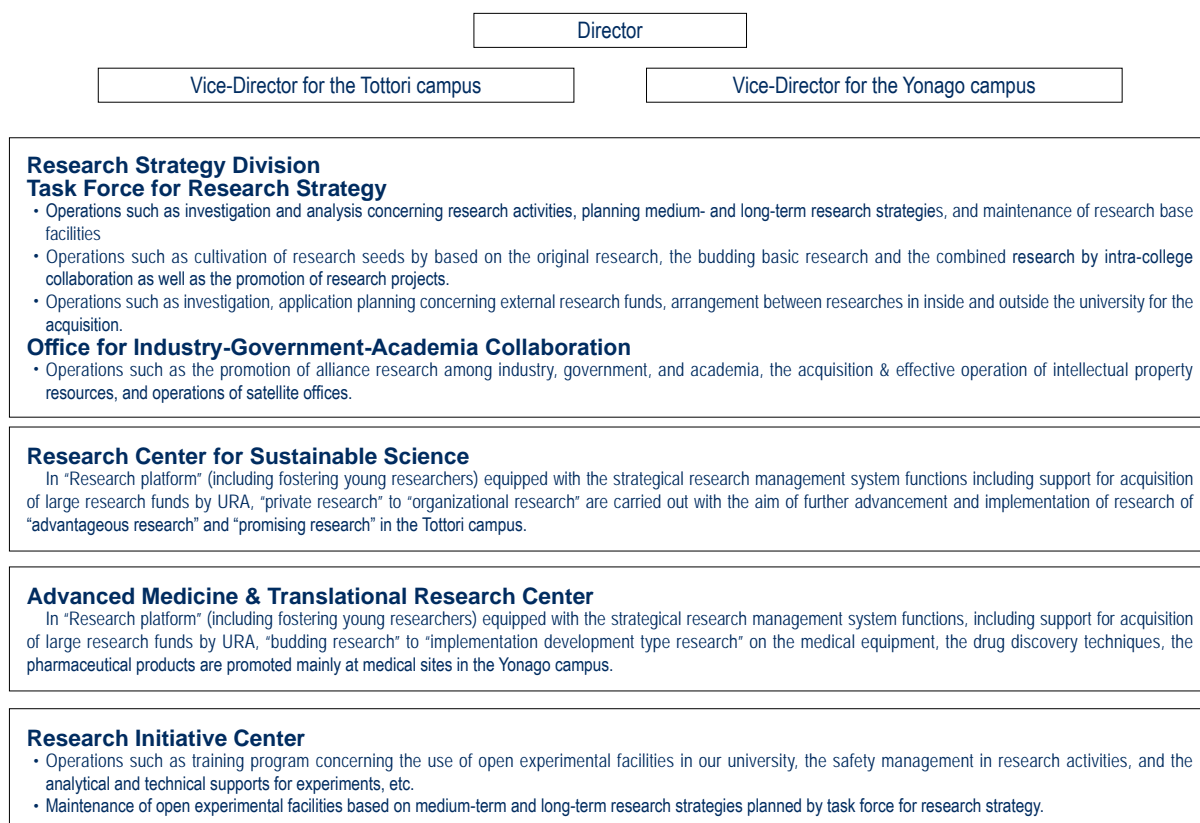 Director
Vice-Director for the Tottori campus
Vice-Director for the Yonago campus
Research Strategy Division
Task Force for Research Strategy
・Operations such as investigation and analysis concerning research activities, planning medium- and long-term research strategies, and maintenance of research base
facilities
・Operations such as cultivation of research seeds by based on the original research, the budding basic research and the combined research by intra-college
collaboration as well as the promotion of research projects.
・Operations such as investigation, application planning concerning external research funds, arrangement between researches in inside and outside the university for the
acquisition.
Office for Industry-Government-Academia Collaboration
・Operations such as the promotion of alliance research among industry, government, and academia, the acquisition & effective operation of intellectual property
resources, and operations of satellite offices.
Research Center for Sustainable Science
In “Research platform” (including fostering young researchers) equipped with the strategical research management system functions including support for acquisition
of large research funds by URA, “private research” to “organizational research” are carried out with the aim of further advancement and implementation of research of
“advantageous research” and “promising research” in the Tottori campus.
Advanced Medicine & Translational Research Center
In “Research platform” (including fostering young researchers) equipped with the strategical research management system functions, including support for acquisition
of large research funds by URA, “budding research” to “implementation development type research” on the medical equipment, the drug discovery techniques, the
pharmaceutical products are promoted mainly at medical sites in the Yonago campus.
Research Initiative Center
・Operations such as training program concerning the use of open experimental facilities in our university, the safety management in research activities, and the
analytical and technical supports for experiments, etc.
・Maintenance of open experimental facilities based on medium-term and long-term research strategies planned by task force for research strategy.